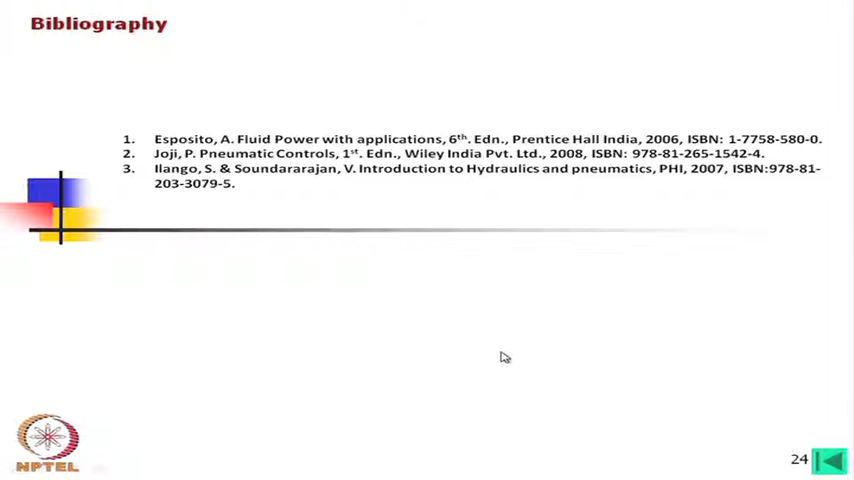 Bibliography
1. Esposito, A. Fluid Power with applications, 6th. Edn., Prentice Hall India, 2006, ISBN: 1-7758-580-0.
2. Joji, P. Pneumatic Controls, 1st. Edn., Wiley India Pvt. Ltd., 2008, ISBN: 978-81-265-1542-4.
3. Ilango, S. & Soundararajan, V. Introduction to Hydraulics and pneumatics, PHI, 2007, ISBN:978-81-
203-3079-5.
NPTEL
24